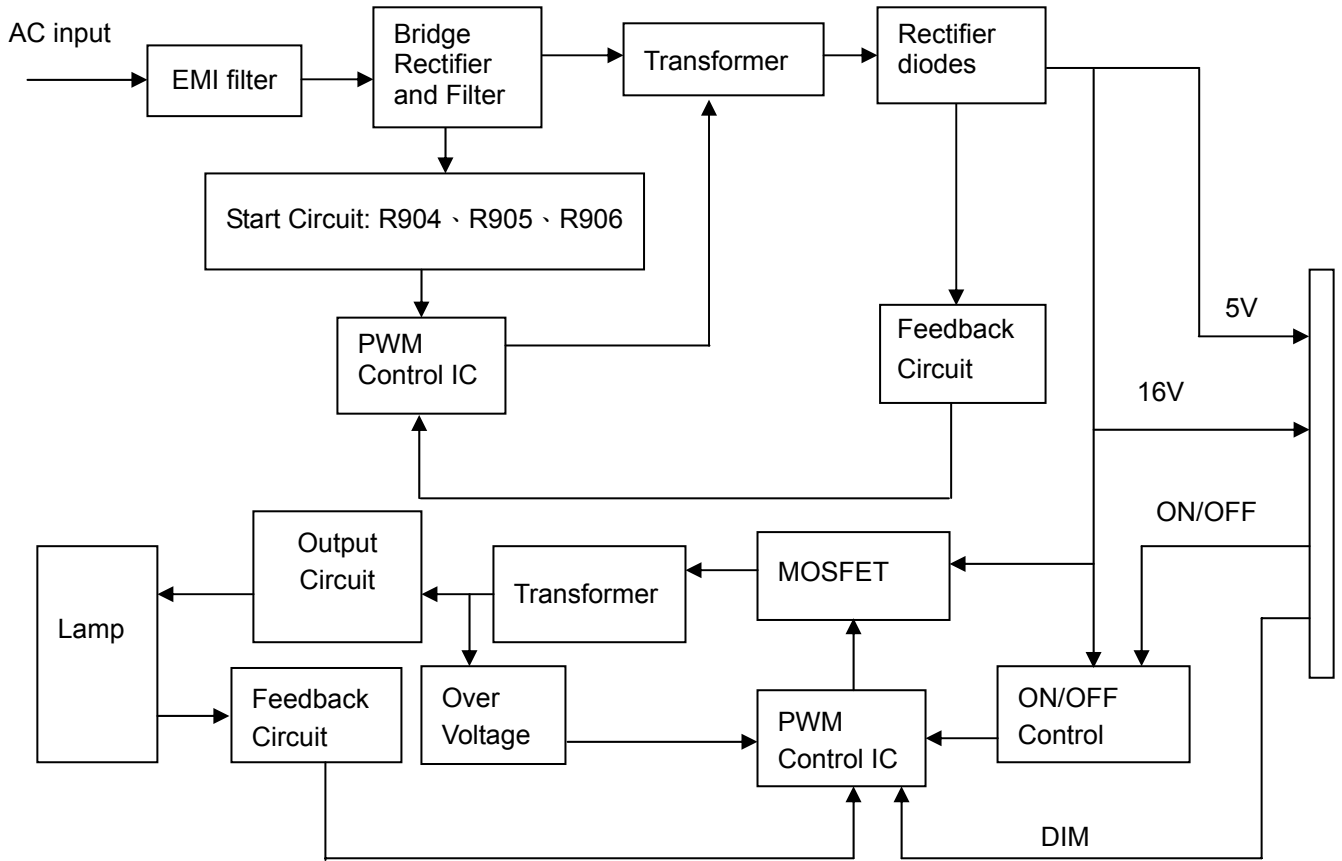 AC input
EMI filter
Bridge
Rectifier
and Filter
Transformer
Rectifier
diodes
Start Circuit: R904、R905、R906
PWM
Control IC
Feedback
Circuit
5V
16V
ON/OFF
Lamp
Output
Circuit
Transformer
MOSFET
Feedback
Circuit
Over
Voltage
PWM
Control IC
ON/OFF
Control
DIM